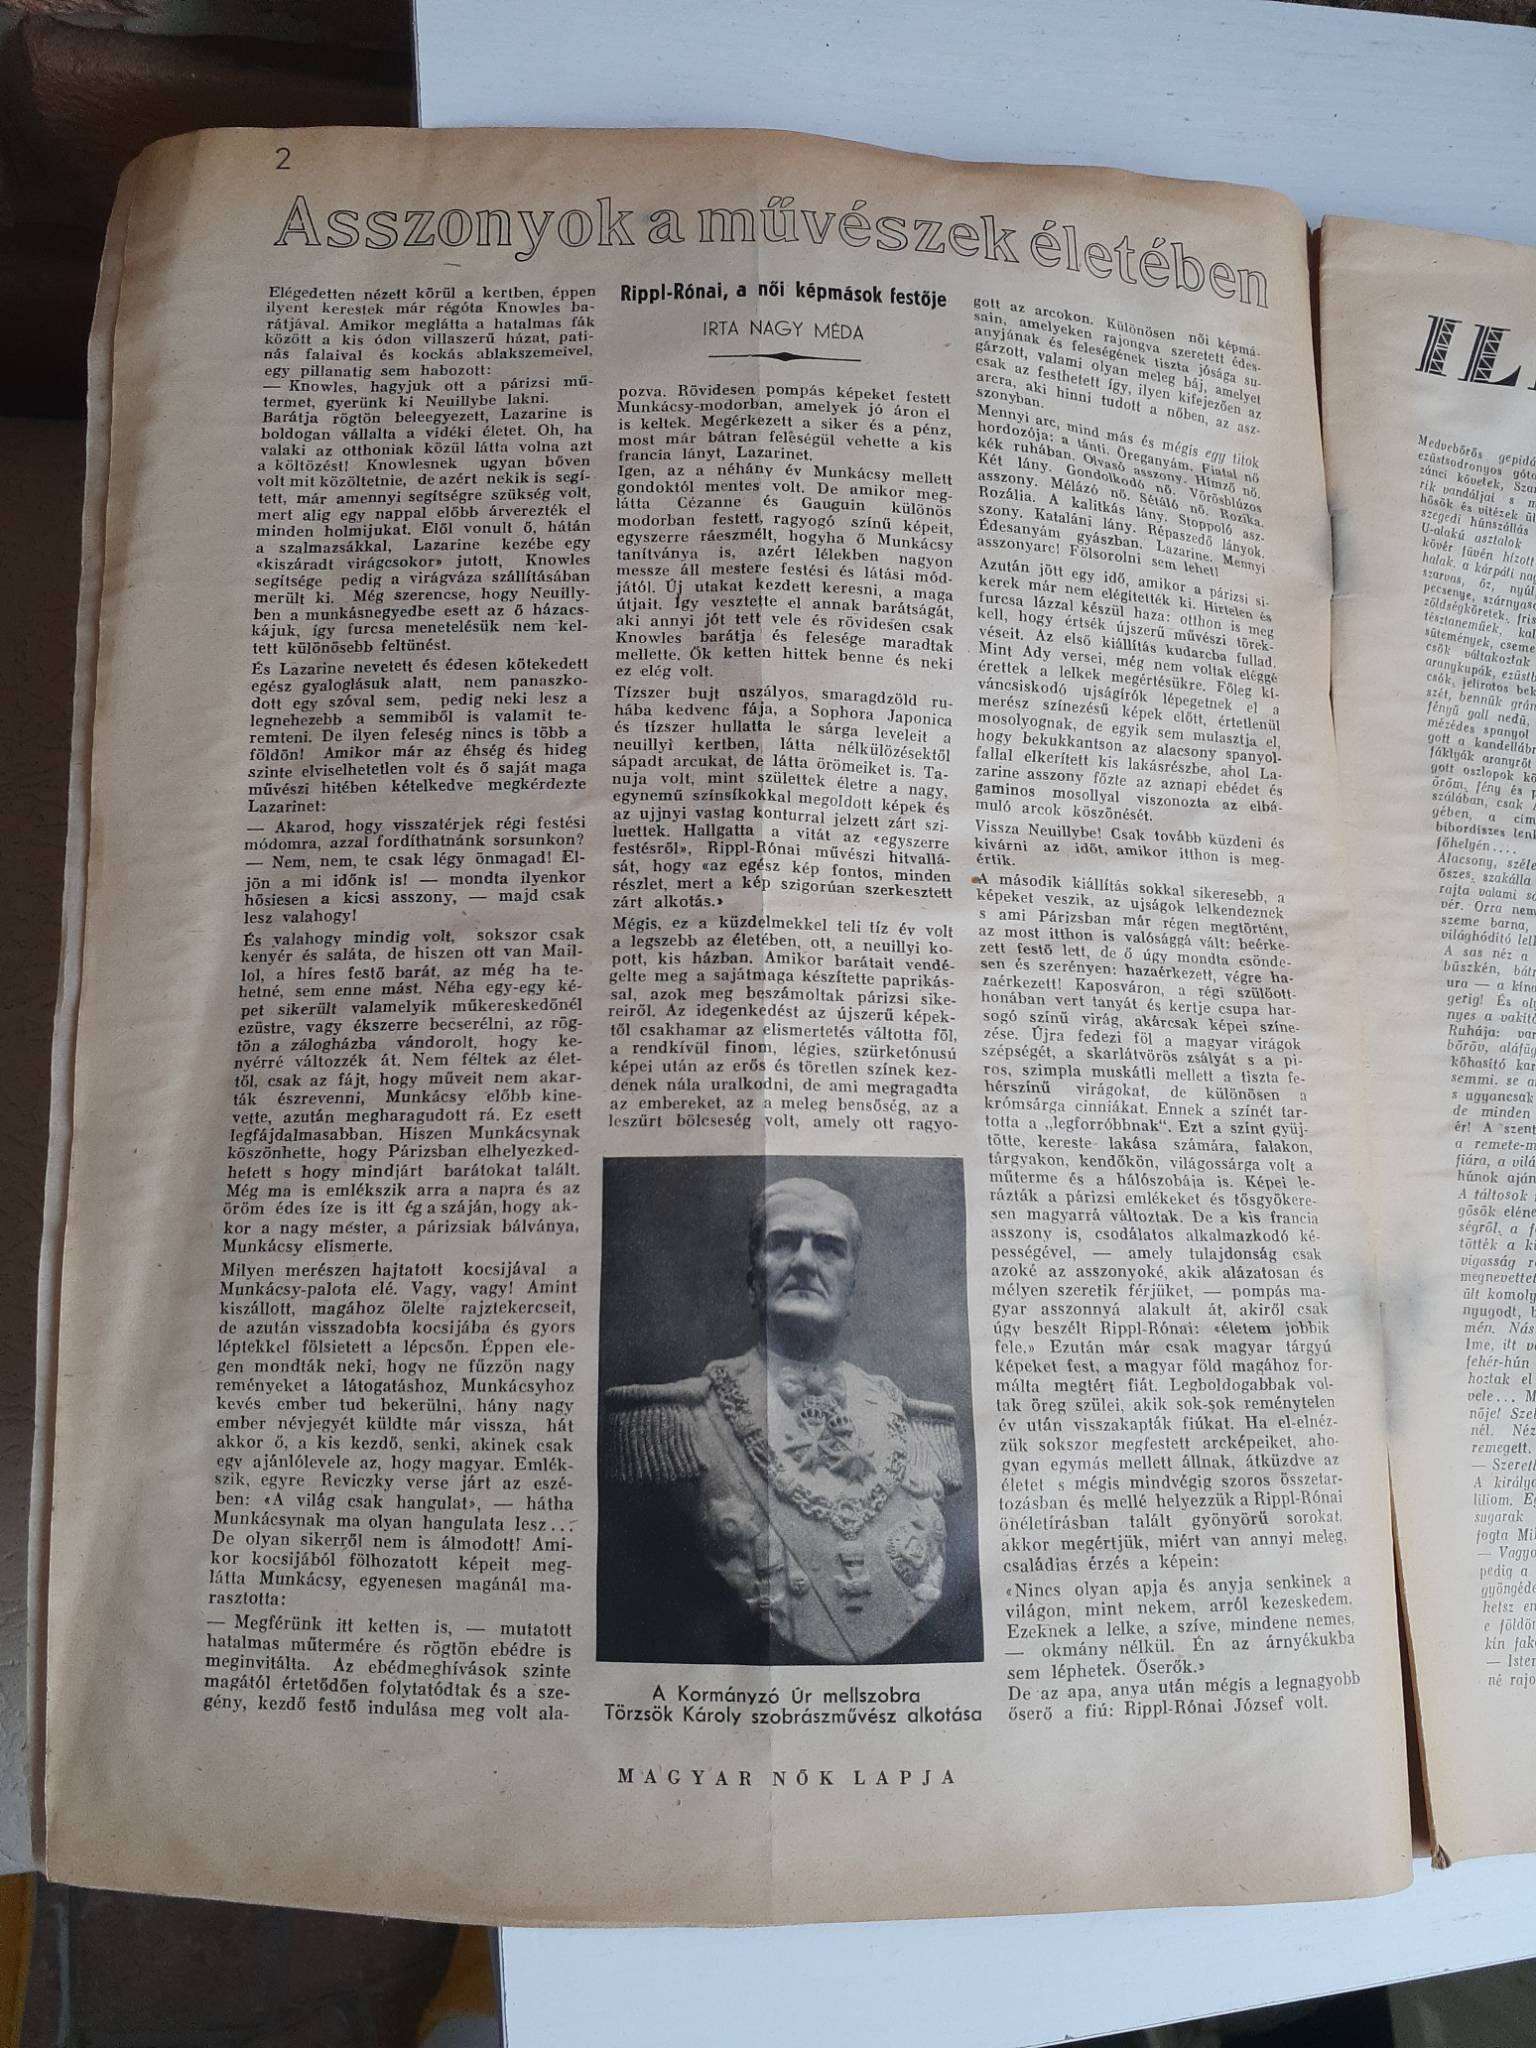 2
Asszonyok a művészek életében
Elégedetten nézett körül a kertben, éppen
ilyent kerestek már régóta Knowles ba-
rátjával. Amikor meglátta a hatalmas fák
között a kis ódon villaszerű házat, pati-
nás falaival és kockás ablakszemeivel,
egy pillanatig sem habozott:
— Knowles, hagyjuk ott a párizsi mű-
termet, gyerünk ki Neuillybe lakni.
Barátja rögtön beleegyezett, Lazarine is
boldogan vállalta a vidéki életet. Oh, ha
valaki az otthoniak közül látta volna azt
a költözést! Knowlesnek ugyan bőven
volt mit közöltetnie, de azért nekik is segí-
tett, már amennyi segítségre szükség volt,
mert alig egy nappal előbb árverezték el
minden holmijukat. Elől vonult ő, hátán
a szalmazsákkal, Lazarine kezébe egy
«kiszáradt virágcsokor» jutott, Knowles
segítsége pedig a virágváza szállításában
merült ki. Még szerencse, hogy Neuilly-
ben a munkásnegyedbe esett az ő házacs-
kájuk, így furcsa menetelésük nem kel-
tett különösebb feltünést.
És Lazarine nevetett és édesen kötekedett
egész gyaloglásuk alatt, nem panaszko-
dott egy szóval sem, pedig neki lesz a
legnehezebb a semmiből is valamit te-
remteni. De ilyen feleség nincs is több a
földön! Amikor már az éhség és hideg
szinte elviselhetetlen volt és ő saját maga
művészi hitében kételkedve megkérdezte
Lazarinet:
— Akarod, hogy visszatérjek régi festési
módomra, azzal fordíthatnánk sorsunkon?
— Nem, nem, te csak légy önmagad! El-
jön a mi időnk is! — mondta ilyenkor
hősiesen a kicsi asszony, — majd csak
lesz valahogy!
És valahogy mindig volt, sokszor csak
kenyér és saláta, de hiszen ott van Mail-
lol, a híres festő barát, az még ha te-
hetné, sem enne mást. Néha egy-egy ké-
pet sikerült valamelyik műkereskedőnél
ezüstre, vagy ékszerre becserélni, az rög-
tön a zálogházba vándorolt, hogy ke-
nyérré változzék át. Nem féltek az élet-
től, csak az fájt, hogy műveit nem akar-
ták észrevenni, Munkácsy előbb kine-
vette, azután megharagudott rá. Ez esett
legfájdalmasabban. Hiszen Munkácsynak
köszönhette, hogy Párizsban elhelyezked-
hetett s hogy mindjárt barátokat talált.
Még ma is emlékszik arra a napra és az
öröm édes íze is itt ég a száján, hogy ak-
kor a nagy mester, a párizsiak bálványa,
Munkácsy elismerte.
Milyen merészen hajtatott kocsijával a
Munkácsy-palota elé. Vagy, vagy! Amint
kiszállott, magához ölelte rajztekercseit,
de azután visszadobta kocsijába és gyors
léptekkel fölsietett a lépcsőn. Éppen ele-
gen mondták neki, hogy ne fűzzön nagy
reményeket a látogatáshoz, Munkácsyhoz
kevés ember tud bekerülni, hány nagy
ember névjegyét küldte már vissza, hát
akkor ő, a kis kezdő, senki, akinek csak
egy ajánlólevele az, hogy magyar. Emlék-
szik, egyre Reviczky verse járt az eszé-
ben: «A világ csak hangulat», — hátha
Munkácsynak ma olyan hangulata lesz...
De olyan sikerről nem is álmodott! Ami-
kor kocsijából fölhozatott képeit meg-
látta Munkácsy, egyenesen magánál ma-
rasztotta:
— Megférünk itt ketten is, — mutatott
hatalmas műtermére és rögtön ebédre is
meginvitálta. Az ebédmeghívások szinte
magától értetődően folytatódtak és a sze-
gény, kezdő festő indulása meg volt ala-
Rippl-Rónai, a női képmások festője
IRTA NAGY MÉDA
pozva. Rövidesen pompás képeket festett
Munkácsy-modorban, amelyek jó áron el
is keltek. Megérkezett a siker és a pénz,
most már bátran feleségül vehette a kis
francia lányt, Lazarinet.
Igen, az a néhány év Munkácsy mellett
gondoktól mentes volt. De amikor meg-
látta Cézanne és Gauguin különös
modorban festett, ragyogó színű képeit,
egyszerre ráeszmélt, hogyha ő Munkácsy
tanítványa is, azért lélekben nagyon
messze áll mestere festési és látási mód-
jától. Új utakat kezdett keresni, a maga
útjait. Így vesztette el annak barátságát,
aki annyi jót tett vele és rövidesen csak
Knowles barátja és felesége maradtak
mellette. Ők ketten hittek benne és neki
ez elég volt.
Tízszer bujt uszályos, smaragdzöld ru-
hába kedvenc fája, a Sophora Japonica
és tízszer hullatta le sárga leveleit a
neuillyi kertben, látta nélkülözésektől
sápadt arcukat, de látta örömeiket is. Ta-
nuja volt, mint születtek életre a nagy,
egynemű színsíkokkal megoldott képek és
az ujjnyi vastag konturral jelzett zárt szi-
luettek. Hallgatta a vitát az «egyszerre
festésről», Rippl-Rónai művészi hitvallá-
sát, hogy «az egész kép fontos, minden
részlet, mert a kép szigorúan szerkesztett
zárt alkotás.»
Mégis, ez a küzdelmekkel teli tíz év volt
a legszebb az életében, ott, a neuillyi ko-
pott, kis házban. Amikor barátait vendé-
gelte meg a sajátmaga készítette paprikás-
sal, azok meg beszámoltak párizsi sike-
reiről. Az idegenkedést az újszerű képek-
től csakhamar az elismertetés váltotta föl,
a rendkívül finom, légies, szürketónusú
képei után az erős és töretlen színek kez-
denek nála uralkodni, de ami megragadta
az embereket, az a meleg bensőség, az a
leszűrt bölcseség volt, amely ott ragyo-
A Kormányzó Úr mellszobra
Törzsök Károly szobrászművész alkotása
gott az arcokon. Különösen női képmá-
sain, amelyeken rajongva szeretett édes-
anyjának és feleségének tiszta jósága su-
gárzott, valami olyan meleg báj, amelyet
csak az festhetett így, ilyen kifejezően az
arcra, aki hinni tudott a nőben, az asz-
szonyban.
Mennyi arc, mind más és mégis egy titok
hordozója: a tánti. Öreganyám. Fiatal nő
kék ruhában. Olvasó asszony. Hímző nő.
Két lány. Gondolkodó nő. Vörösblúzos
asszony. Mélázó nő. Sétáló nő. Rozika.
Rozália. A kalitkás lány. Stoppoló asz-
szony. Kataláni lány. Répaszedő lányok.
Édesanyám gyászban. Lazarine. Mennyi
asszonyarc! Fölsorolni sem lehet!
Azután jött egy idő, amikor a párizsi si-
kerek már nem elégítették ki. Hirtelen és
furcsa lázzal készül haza: otthon is meg
kell, hogy értsék újszerű művészi törek-
véseit. Az első kiállítás kudarcba fullad.
Mint Ady versei, még nem voltak eléggé
érettek a lelkek megértésükre. Főleg kí-
váncsiskodó ujságírók lépegetnek el a
merész színezésű képek előtt, értetlenül
mosolyognak, de egyik sem mulasztja el,
hogy bekukkantson az alacsony spanyol-
fallal elkerített kis lakásrészbe, ahol La-
zarine asszony főzte az aznapi ebédet és
gaminos mosollyal viszonozta az elbá-
muló arcok köszönését.
Vissza Neuillybe! Csak tovább küzdeni és
kivárni az időt, amikor itthon is meg-
értik.
A második kiállítás sokkal sikeresebb, a
képeket veszik, az ujságok lelkendeznek
s ami Párizsban már régen megtörtént,
az most itthon is valósággá vált: beérke-
zett festő lett, de ő úgy mondta csönde-
sen és szerényen: hazaérkezett, végre ha-
zaérkezett! Kaposváron, a régi szülőott-
honában vert tanyát és kertje csupa har-
sogó színű virág, akárcsak képei színe-
zése. Újra fedezi föl a magyar virágok
szépségét, a skarlátvörös zsályát s a pi-
ros, szimpla muskátli mellett a tiszta fe-
hérszínű virágokat, de különösen a
krómsárga cinniákat. Ennek a színét tar-
totta a „legforróbbnak“. Ezt a színt gyüj-
tötte, kereste lakása számára, falakon,
tárgyakon, kendőkön, világossárga volt a
műterme és a hálószobája is. Képei le-
rázták a párizsi emlékeket és tősgyökere-
sen magyarrá változtak. De a kis francia
asszony is, csodálatos alkalmazkodó ké-
pességével, — amely tulajdonság csak
azoké az asszonyoké, akik alázatosan és
mélyen szeretik férjüket, — pompás ma-
gyar asszonnyá alakult át, akiről csak
úgy beszélt Rippl-Rónai: «életem jobbik
fele.» Ezután már csak magyar tárgyú
képeket fest, a magyar föld magához for-
málta megtért fiát. Legboldogabbak vol-
tak öreg szülei, akik sok-sok reménytelen
év után visszakapták fiúkat. Ha el-elnéz-
zük sokszor megfestett arcképeiket, aho-
gyan egymás mellett állnak, átküzdve az
életet s mégis mindvégig szoros összetar-
tozásban és mellé helyezzük a Rippl-Rónai
önéletírásban talált gyönyörű sorokat,
akkor megértjük, miért van annyi meleg,
családias érzés a képein:
«Nincs olyan apja és anyja senkinek a
világon, mint nekem, arról kezeskedem.
Ezeknek a lelke, a szíve, mindene nemes,
— okmány nélkül. Én az árnyékukba
sem léphetek. Őserők.»
De az apa, anya után mégis a legnagyobb
őserő a fiú: Rippl-Rónai József volt.
MAGYAR NŐK LAPJA